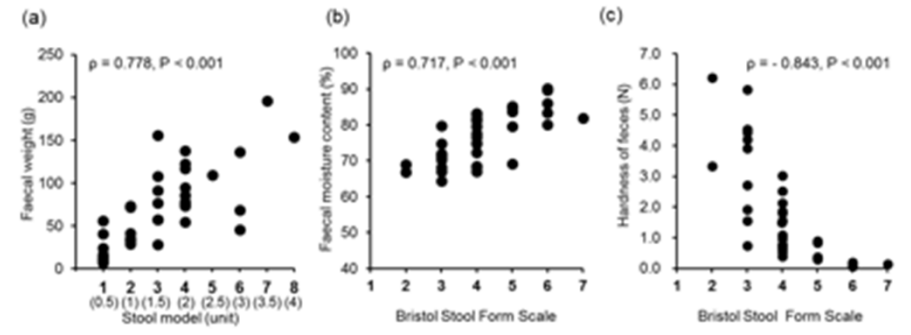 (a)
ρ = 0.778, P < 0.001
Faecal weight (g)
250
200
150
100
50
0
1 2 3 4 5 6 7 8
(0.5) (1) (1.5) (2) (2.5) (3) (3.5) (4)
Stool model (unit)
(b)
ρ = 0.717, P < 0.001
Faecal moisture content (%)
100
90
80
70
60
50
40
1 2 3 4 5 6 7
Bristol Stool Form Scale
(c)
ρ = - 0.843, P < 0.001
Hardness of feces (N)
7.0
6.0
5.0
4.0
3.0
2.0
1.0
0.0
1 2 3 4 5 6 7
Bristol Stool Form Scale